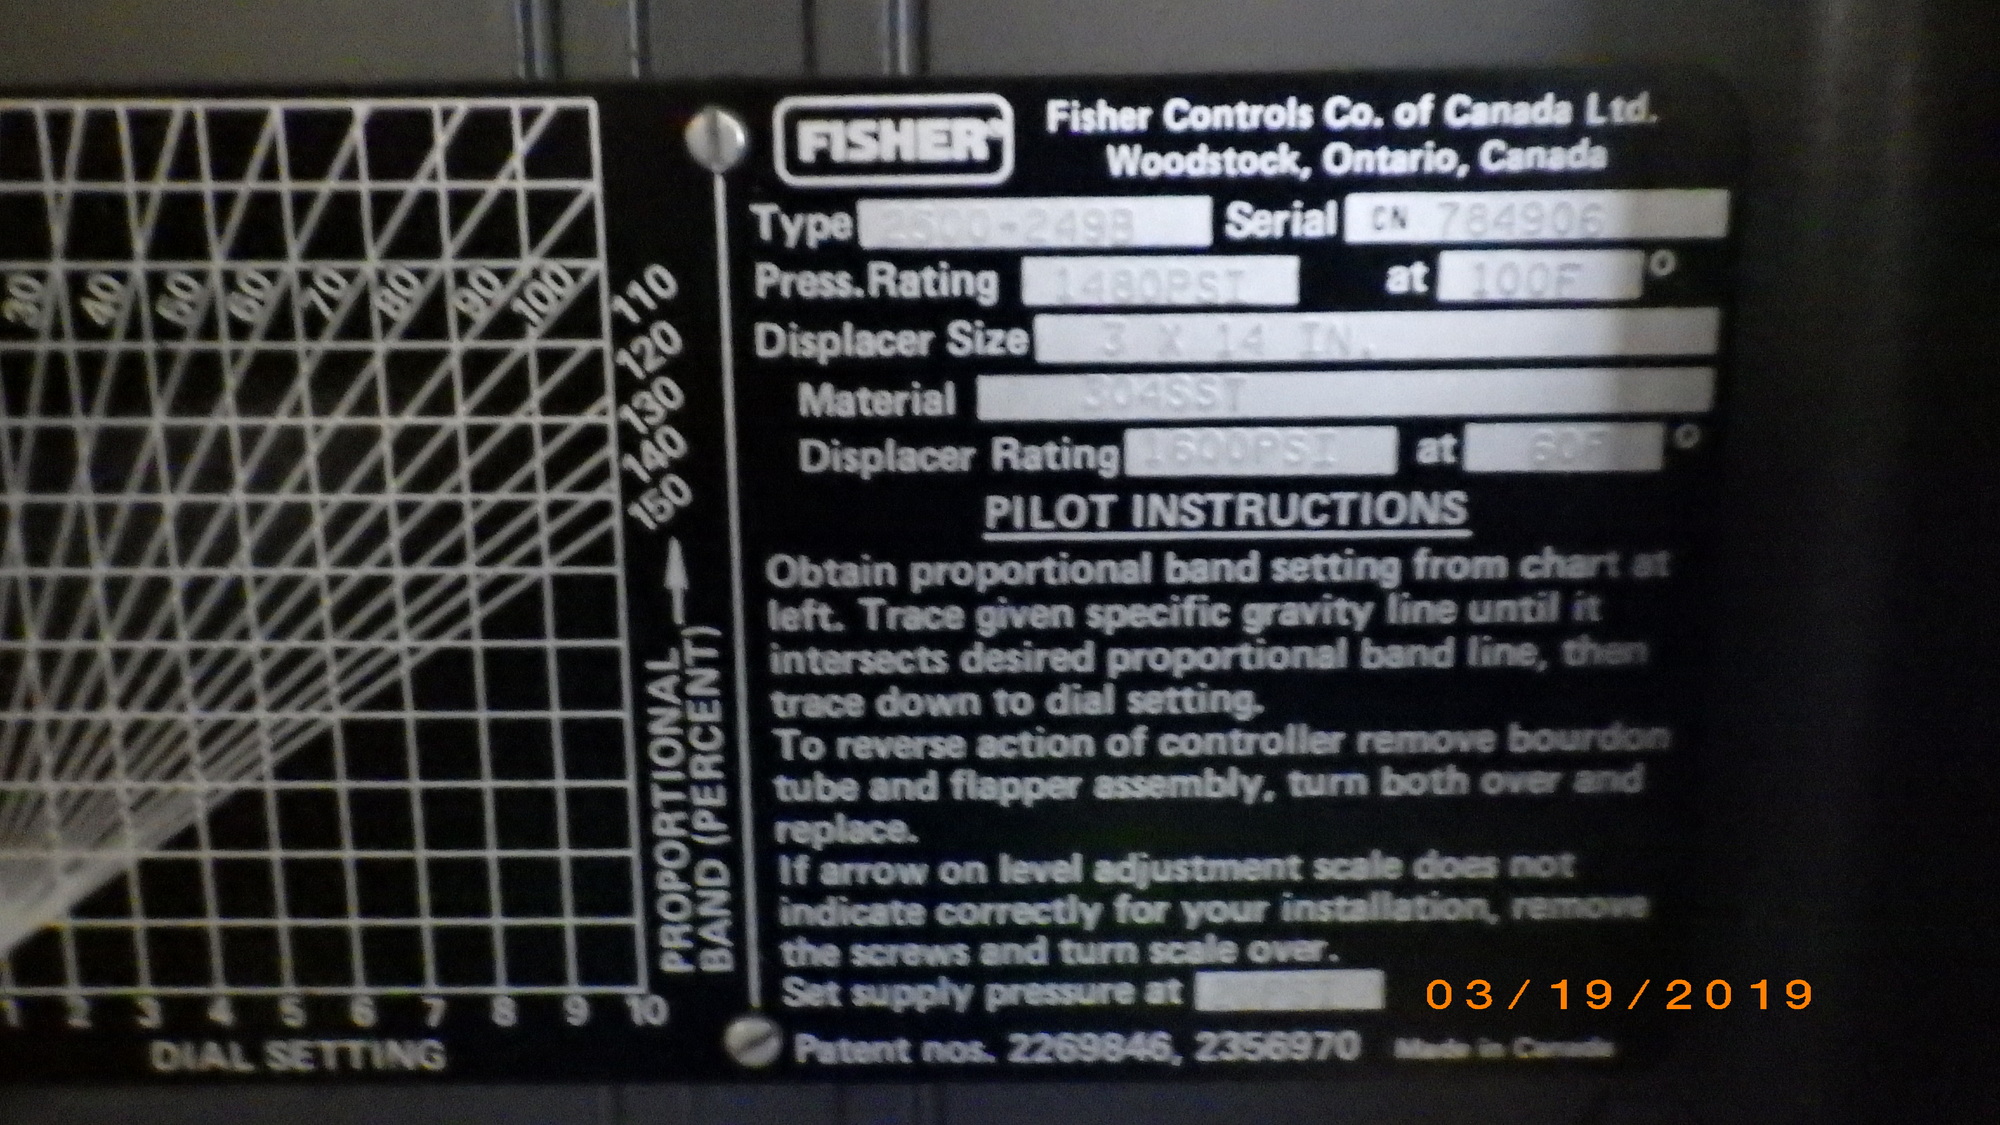 30 40 50 60 70 80 90 100 110
120
130
140
150
PROPORTIONAL
BAND (PERCENT)
1 2 3 4 5 6 7 8 9 10
DIAL SETTING
FISHER®
Fisher Controls Co. of Canada Ltd.
Woodstock, Ontario, Canada
Type 2500-249B Serial CN 784906
Press. Rating 1480PSI at 100F °
Displacer Size 3 X 14 IN.
Material 304SST
Displacer Rating 1600PSI at 60F °
PILOT INSTRUCTIONS
Obtain proportional band setting from chart at
left. Trace given specific gravity line until it
intersects desired proportional band line, then
trace down to dial setting.
To reverse action of controller remove bourdon
tube and flapper assembly, turn both over and
replace.
If arrow on level adjustment scale does not
indicate correctly for your installation, remove
the screws and turn scale over.
Set supply pressure at
Patent nos. 2269846, 2356970 Made in Canada
03/19/2019